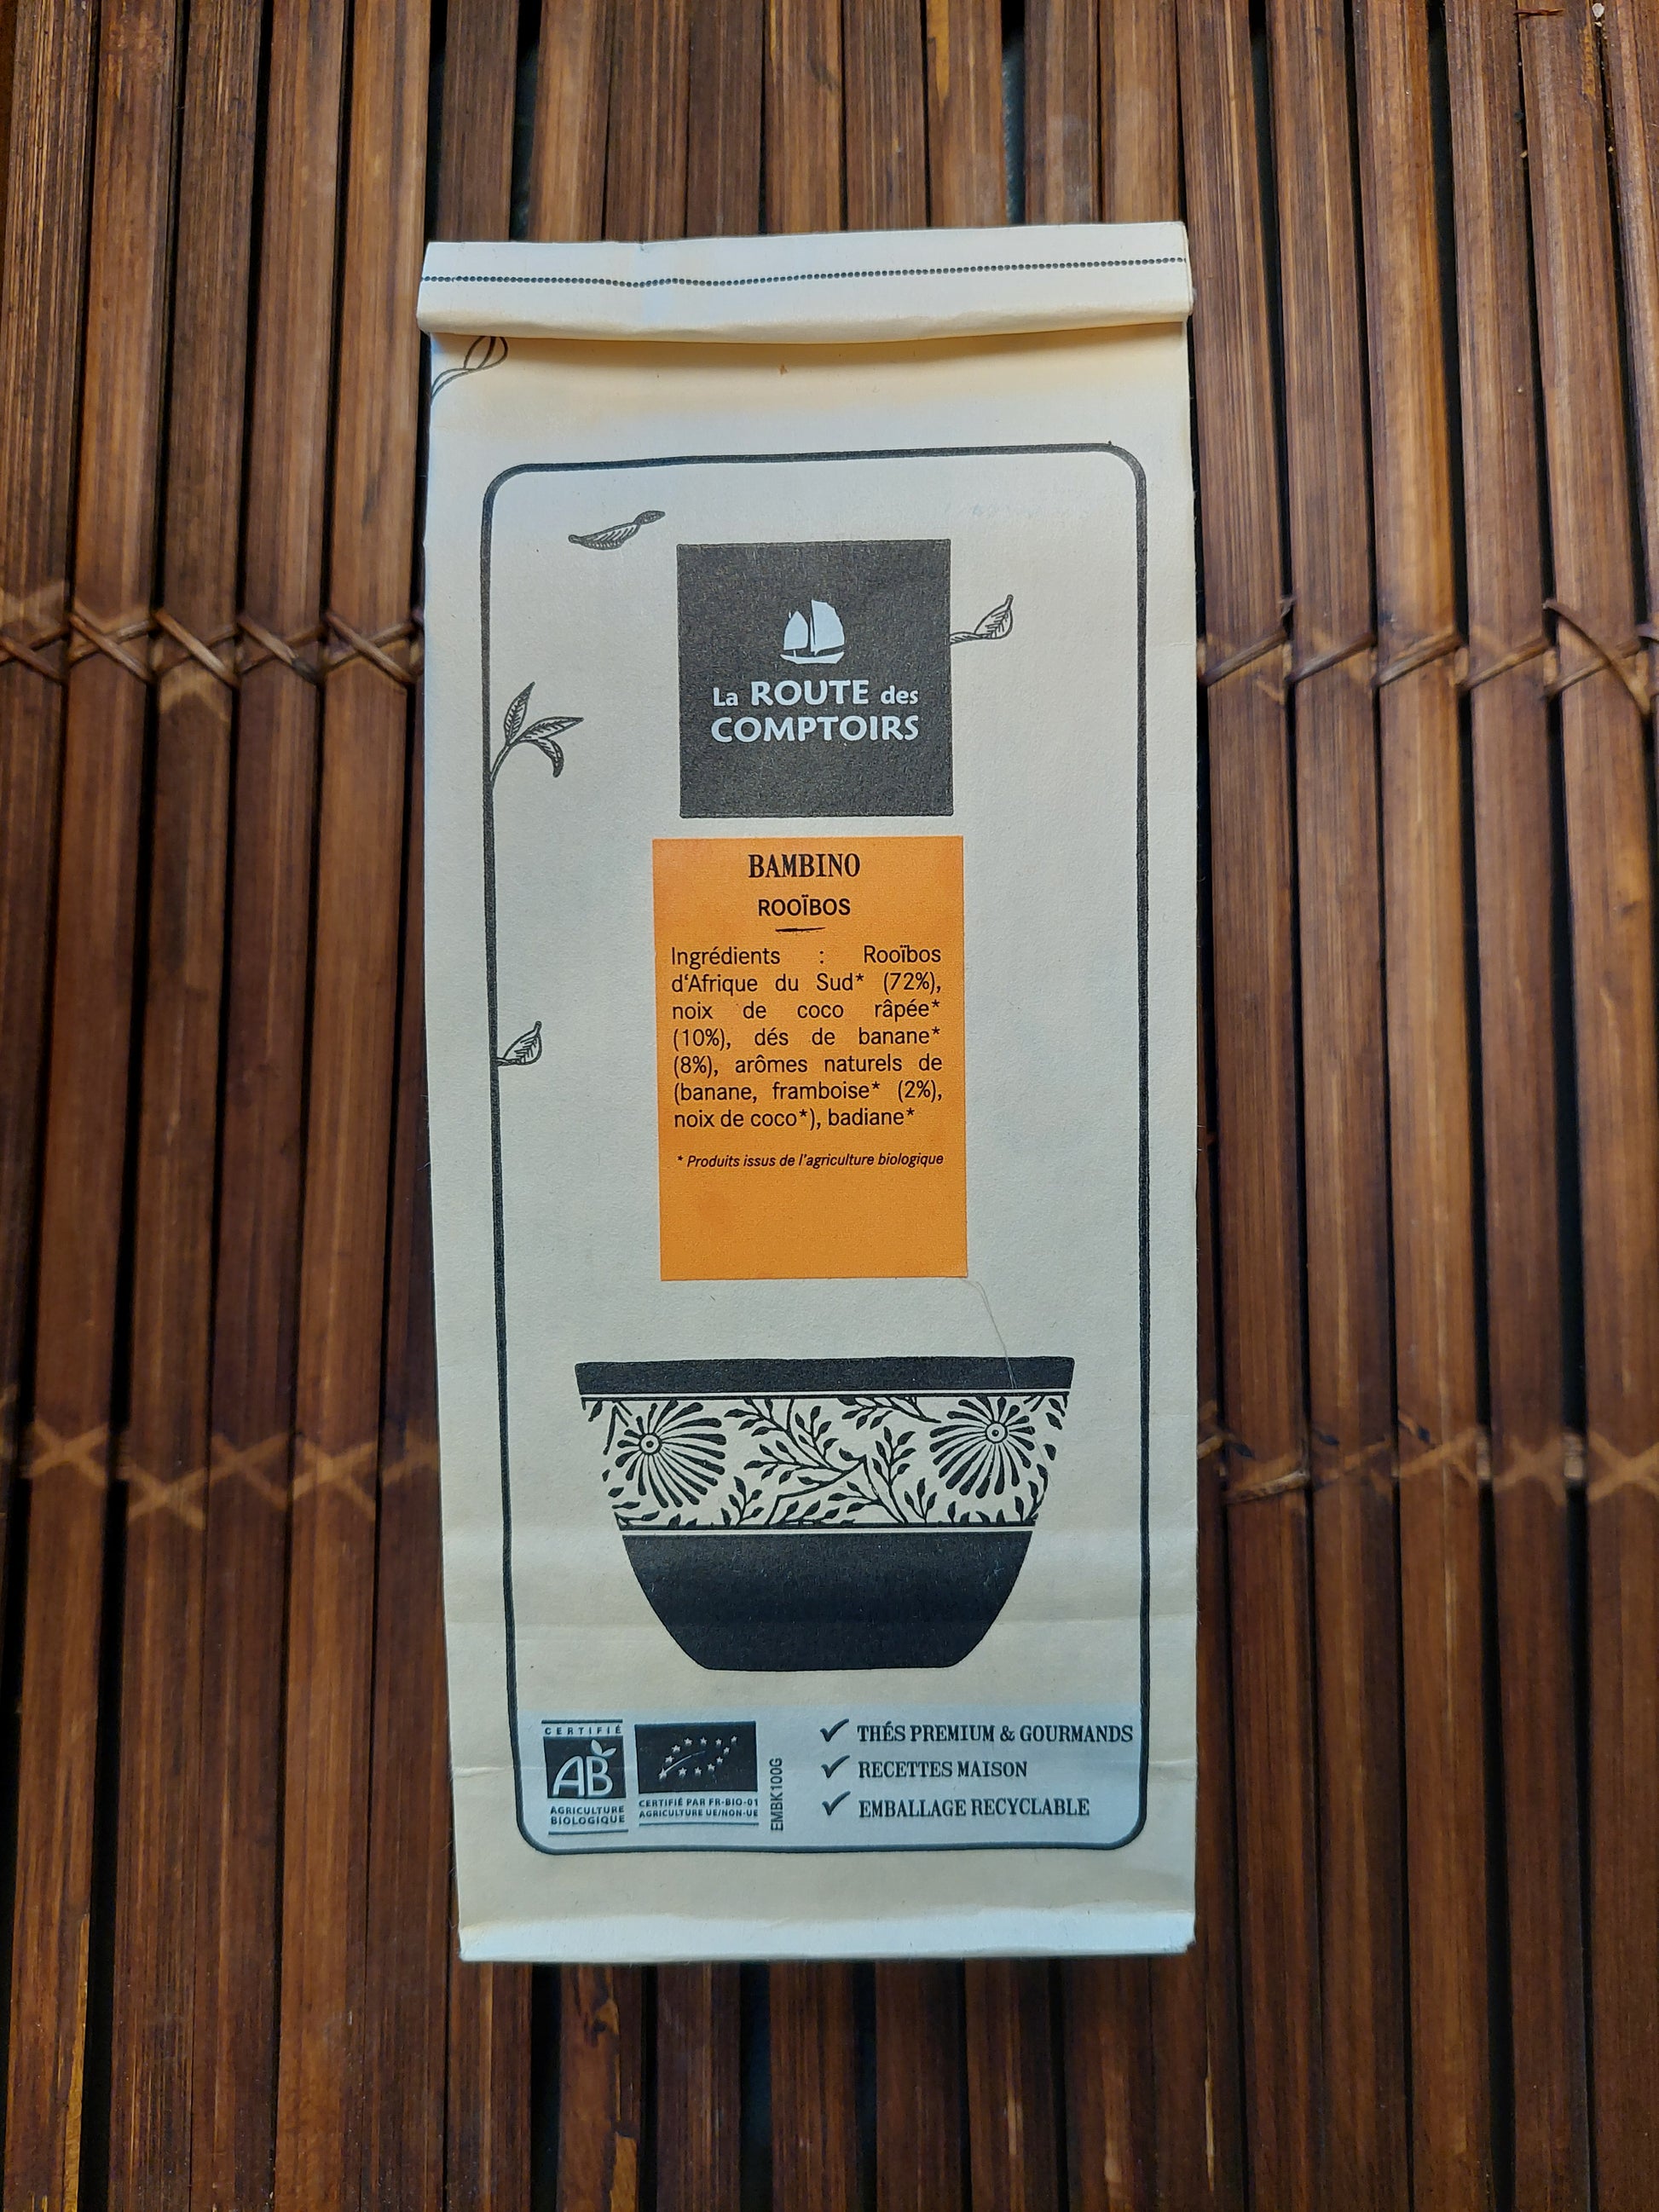 La ROUTE des
COMPTOIRS
BAMBINO
ROOÏBOS
Ingrédients : Rooïbos
d'Afrique du Sud* (72%),
noix de coco râpée*
(10%), dés de banane*
(8%), arômes naturels de
(banane, framboise* (2%),
noix de coco*), badiane*
* Produits issus de l'agriculture biologique
CERTIFIÉ
AB
AGRICULTURE
BIOLOGIQUE
CERTIFIÉ PAR FR-BIO-01
AGRICULTURE UE/NON-UE
EMBK100G
THÉS PREMIUM & GOURMANDS
RECETTES MAISON
EMBALLAGE RECYCLABLE